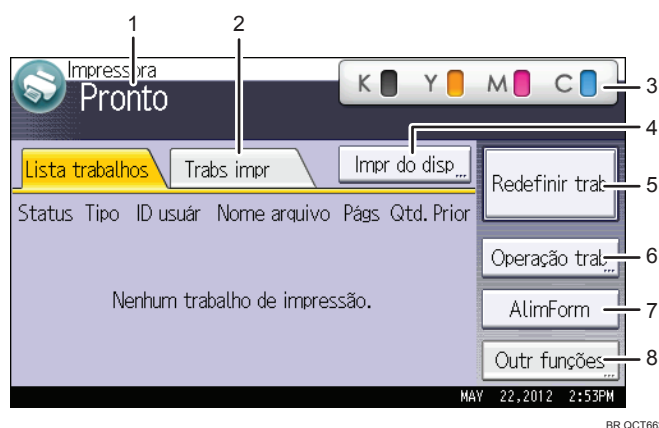 1
2
Impressora
Pronto
K Y M C
3
4
Lista trabalhos
Trabs impr
Impr do disp...
Redefinir trab
5
Status Tipo ID usuár Nome arquivo Págs Qtd. Prior
Operação trab...
6
Nenhum trabalho de impressão.
AlimForm
7
Outr funções...
8
MAY 22,2012 2:53PM
BR QCT66